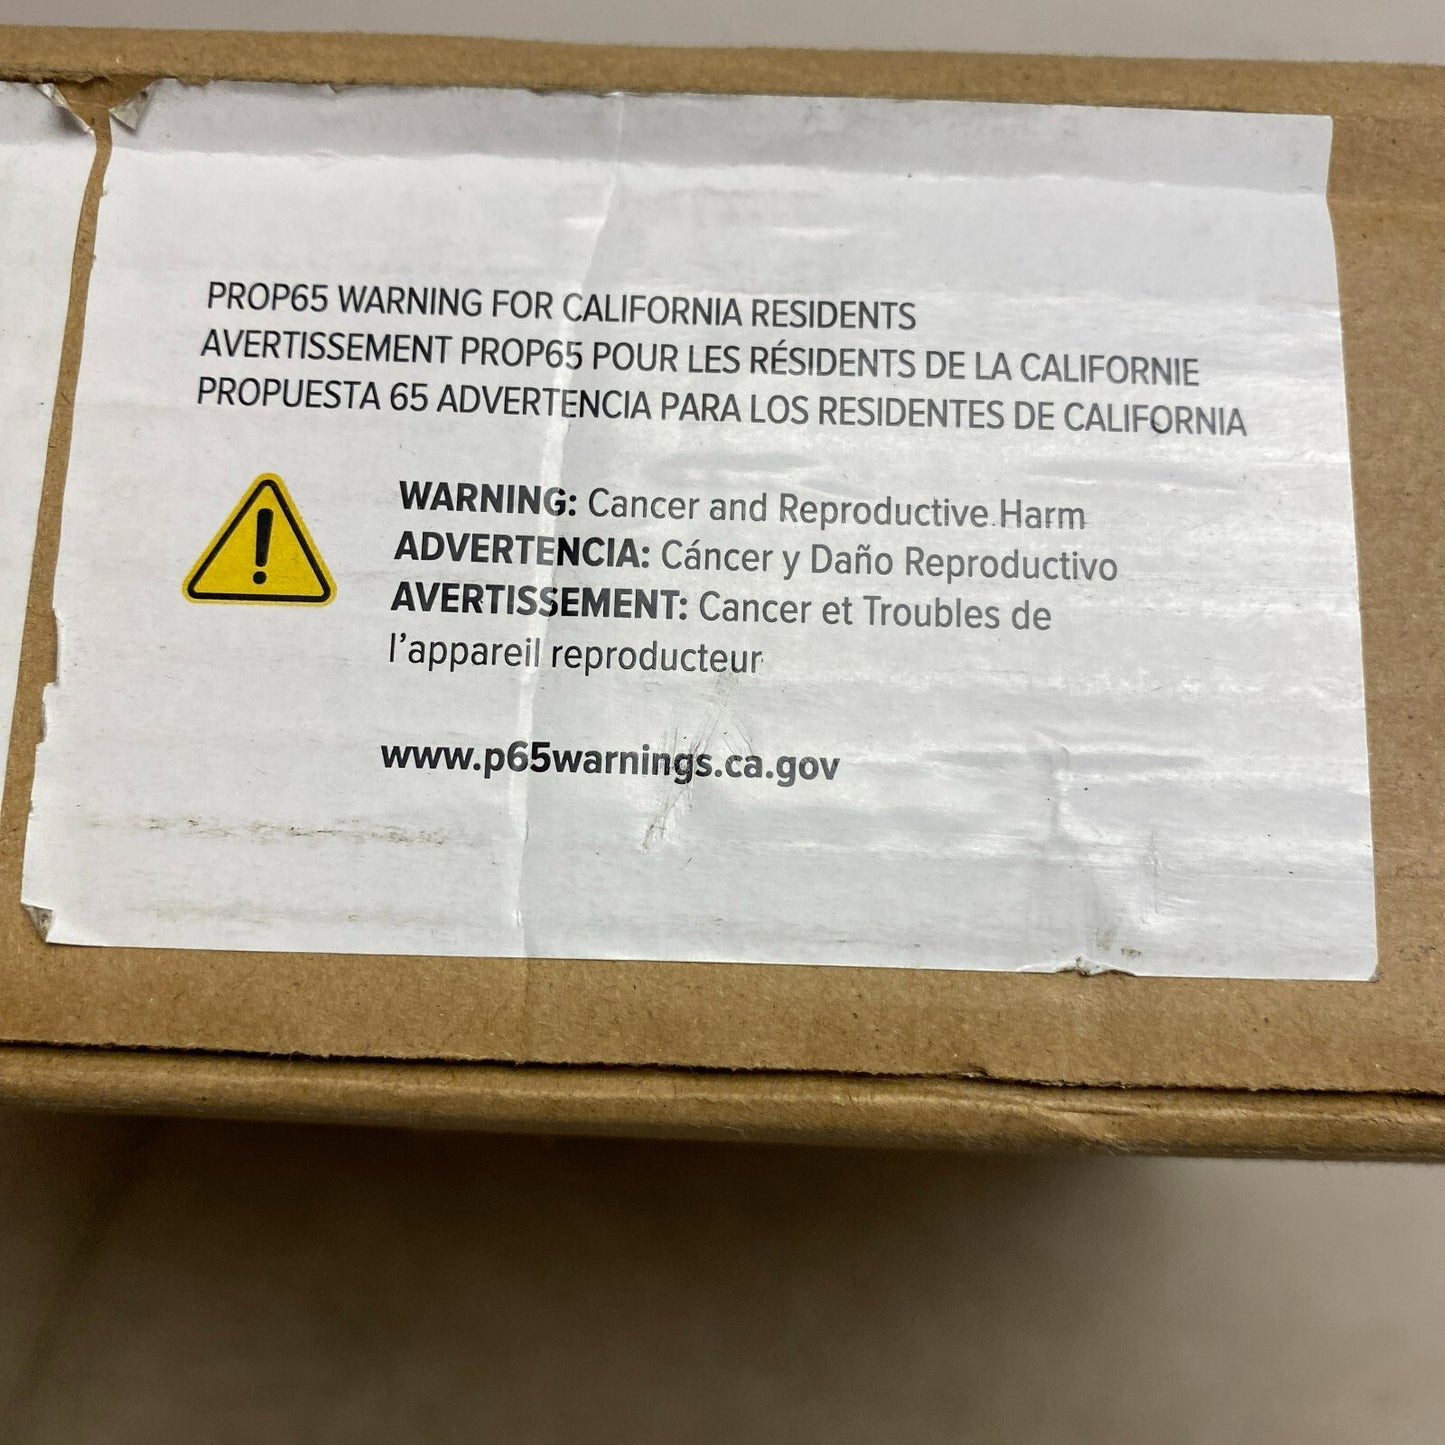 PROP65 WARNING FOR CALIFORNIA RESIDENTS
AVERTISSEMENT PROP65 POUR LES RÉSIDENTS DE LA CALIFORNIE
PROPUESTA 65 ADVERTENCIA PARA LOS RESIDENTES DE CALIFORNIA
WARNING: Cancer and Reproductive Harm
ADVERTENCIA: Cáncer y Daño Reproductivo
AVERTISSEMENT: Cancer et Troubles de
l'appareil reproducteur
www.p65warnings.ca.gov